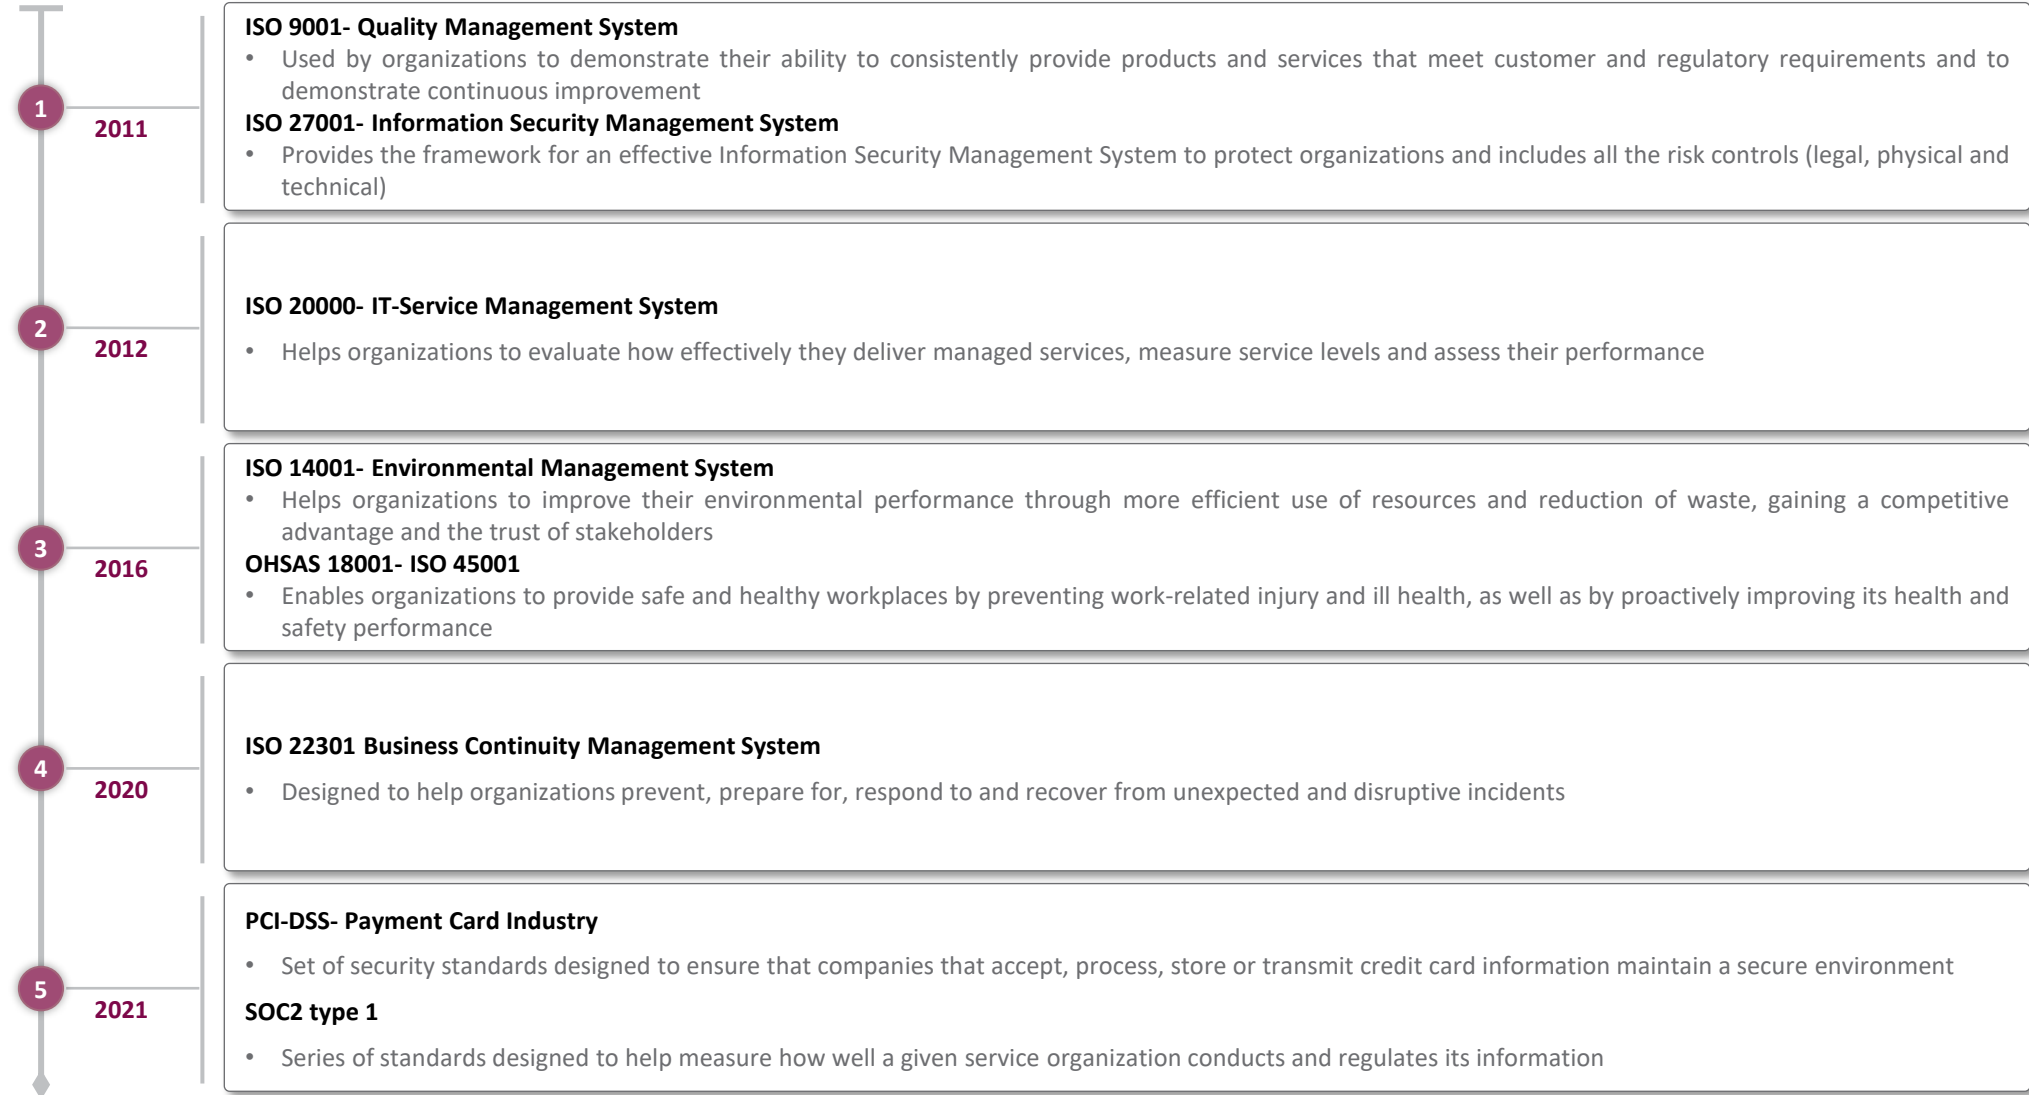 ISO 9001- Quality Management System
• Used by organizations to demonstrate their ability to consistently provide products and services that meet customer and regulatory requirements and to
demonstrate continuous improvement
1
2011
ISO 27001- Information Security Management System
• Provides the framework for an effective Information Security Management System to protect organizations and includes all the risk controls (legal, physical and
technical)
ISO 20000- IT-Service Management System
2
2012
• Helps organizations to evaluate how effectively they deliver managed services, measure service levels and assess their performance
ISO 14001- Environmental Management System
• Helps organizations to improve their environmental performance through more efficient use of resources and reduction of waste, gaining a competitive
advantage and the trust of stakeholders
3
2016
OHSAS 18001- ISO 45001
• Enables organizations to provide safe and healthy workplaces by preventing work-related injury and ill health, as well as by proactively improving its health and
safety performance
ISO 22301 Business Continuity Management System
4
2020
• Designed to help organizations prevent, prepare for, respond to and recover from unexpected and disruptive incidents
PCI-DSS- Payment Card Industry
• Set of security standards designed to ensure that companies that accept, process, store or transmit credit card information maintain a secure environment
5
2021
SOC2 type 1
• Series of standards designed to help measure how well a given service organization conducts and regulates its information